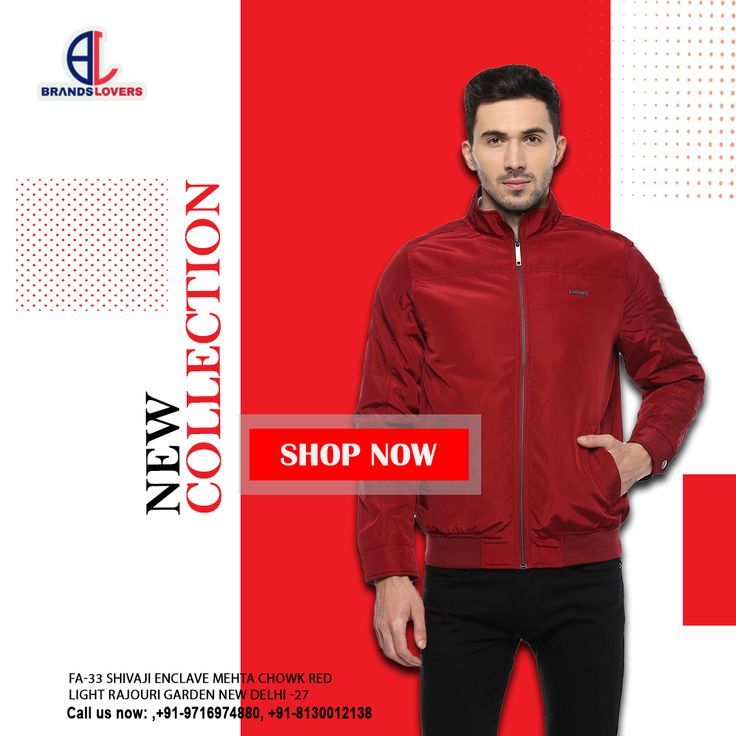 BRANDSLOVERS
NEW
COLLECTION
SHOP NOW
FA-33 SHIVAJI ENCLAVE MEHTA CHOWK RED
LIGHT RAJOURI GARDEN NEW DELHI -27
Call us now: ,+91-9716974880, +91-8130012138